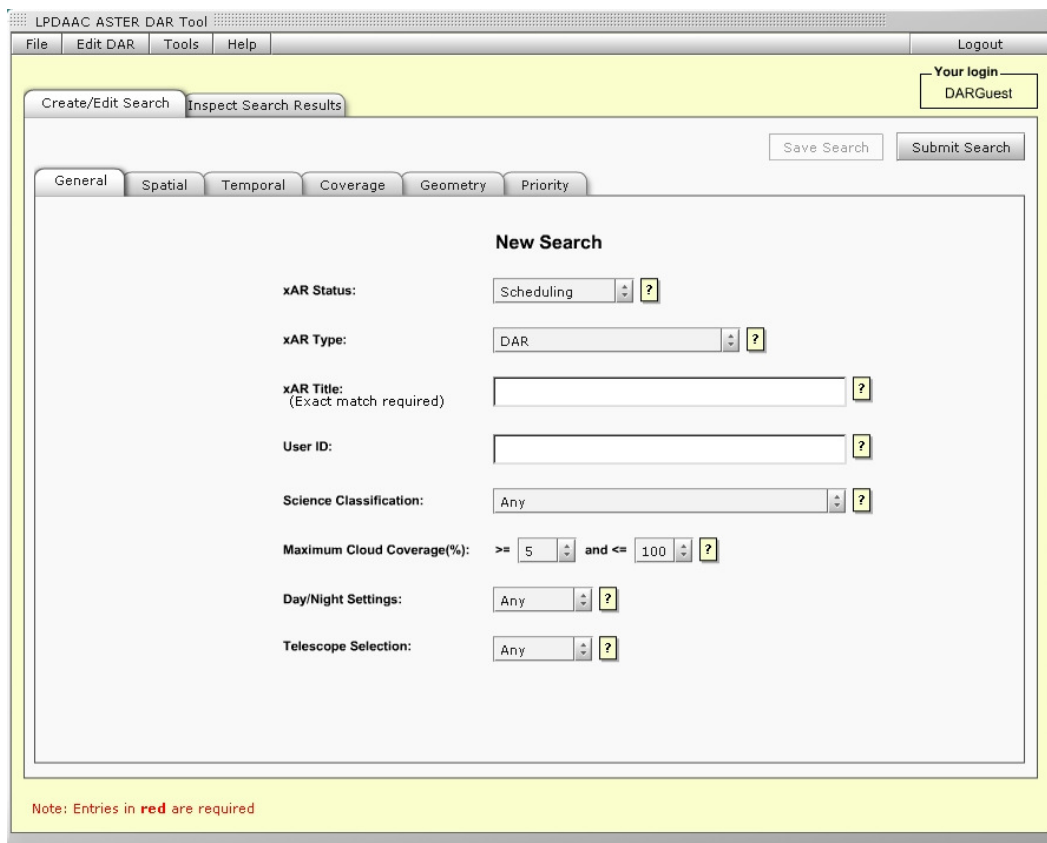 LPDAAC ASTER DAR Tool
File Edit DAR Tools Help Logout
Your login
DARGuest
Create/Edit Search Inspect Search Results
Save Search Submit Search
General Spatial Temporal Coverage Geometry Priority
New Search
xAR Status: Scheduling ?
xAR Type: DAR ?
xAR Title: ?
(Exact match required)
User ID: ?
Science Classification: Any ?
Maximum Cloud Coverage(%): >= 5 and <= 100 ?
Day/Night Settings: Any ?
Telescope Selection: Any ?
Note: Entries in red are required